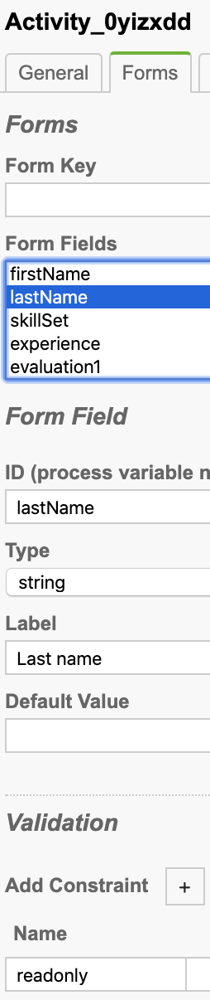 Activity_0yizxdd
General Forms
Forms
Form Key
Form Fields
firstName
lastName
skillSet
experience
evaluation1
Form Field
ID (process variable n
lastName
Type
string
Label
Last name
Default Value
Validation
Add Constraint +
Name
readonly